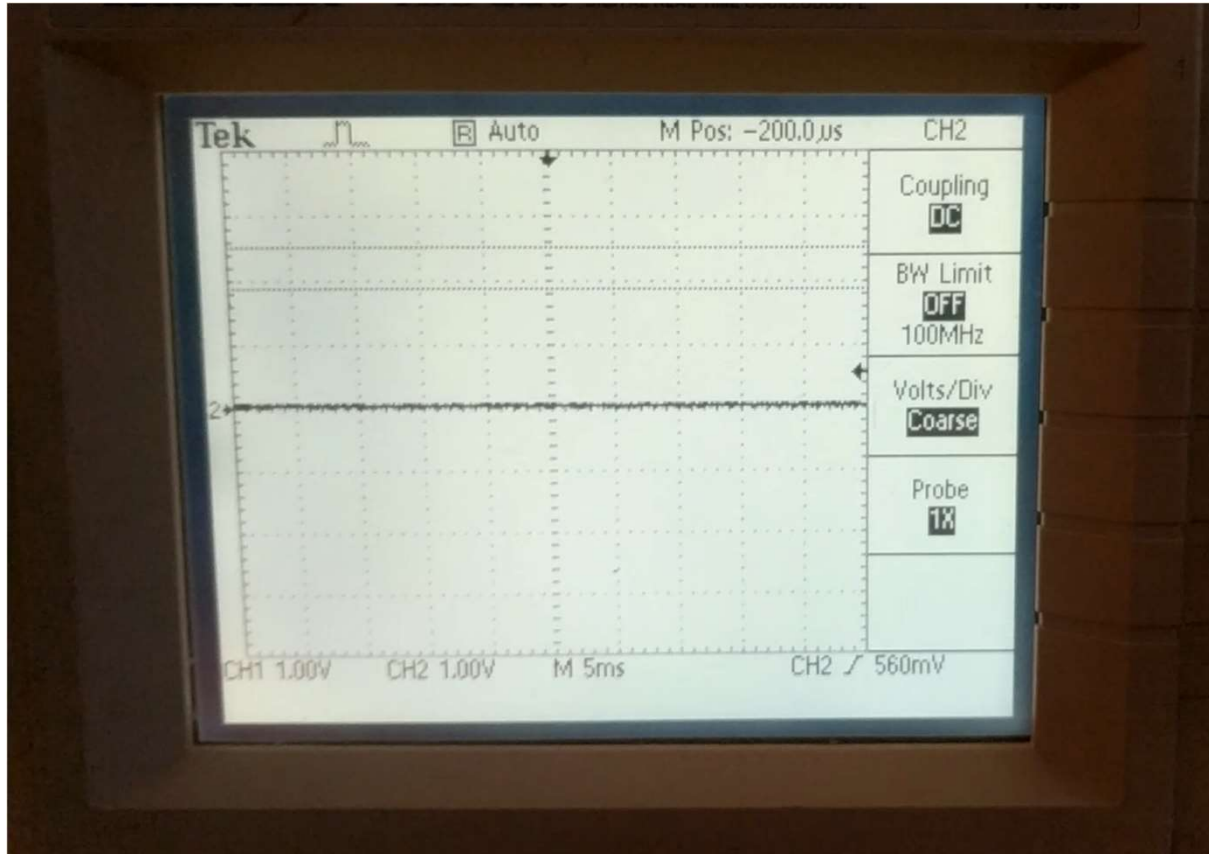 Tek R Auto M Pos: -200.0µs CH2
Coupling
DC
BW Limit
OFF
100MHz
2
Volts/Div
Coarse
Probe
1X
CH1 1.00V CH2 1.00V M 5ms CH2 560mV